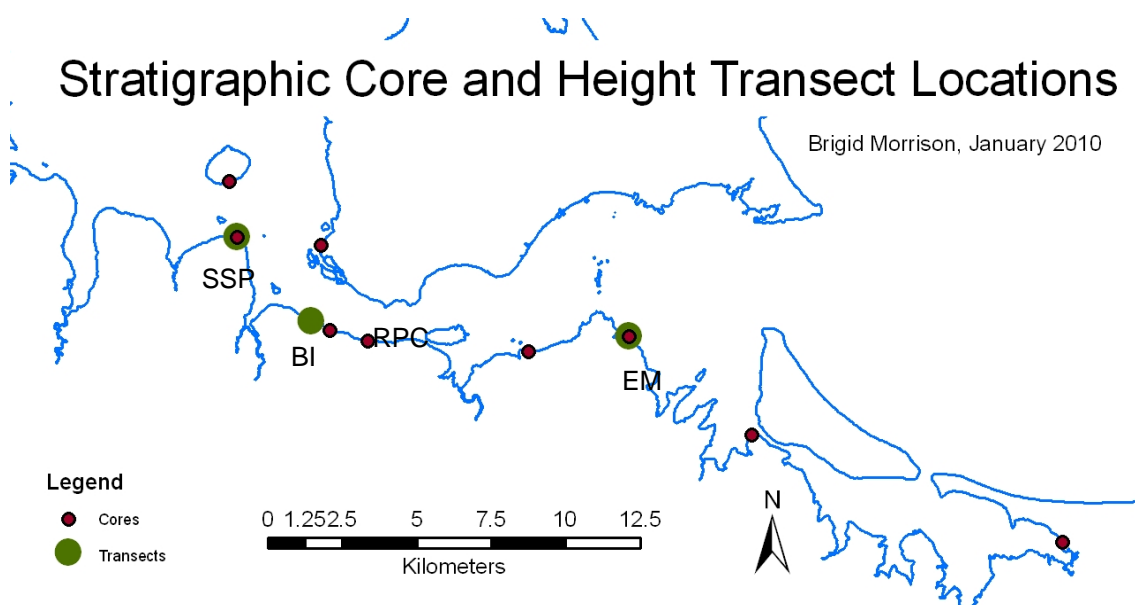 Stratigraphic Core and Height Transect Locations
Brigid Morrison, January 2010
SSP
BI
RPC
EM
Legend
Cores
Transects
0 1.252.5 5 7.5 10 12.5
Kilometers
N